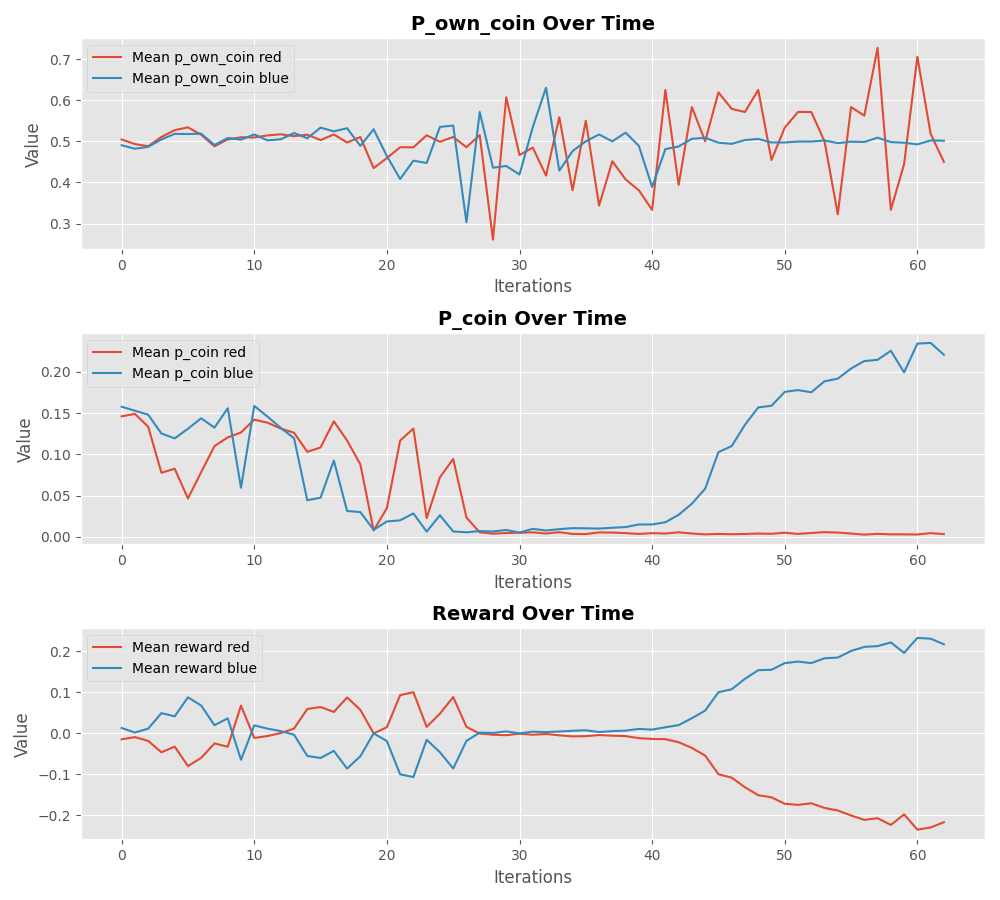 P_own_coin Over Time
Mean p_own_coin red
Mean p_own_coin blue
Value
0.7
0.6
0.5
0.4
0.3
0 10 20 30 40 50 60
Iterations
P_coin Over Time
Mean p_coin red
Mean p_coin blue
Value
0.20
0.15
0.10
0.05
0.00
0 10 20 30 40 50 60
Iterations
Reward Over Time
Mean reward red
Mean reward blue
Value
0.2
0.1
0.0
−0.1
−0.2
0 10 20 30 40 50 60
Iterations